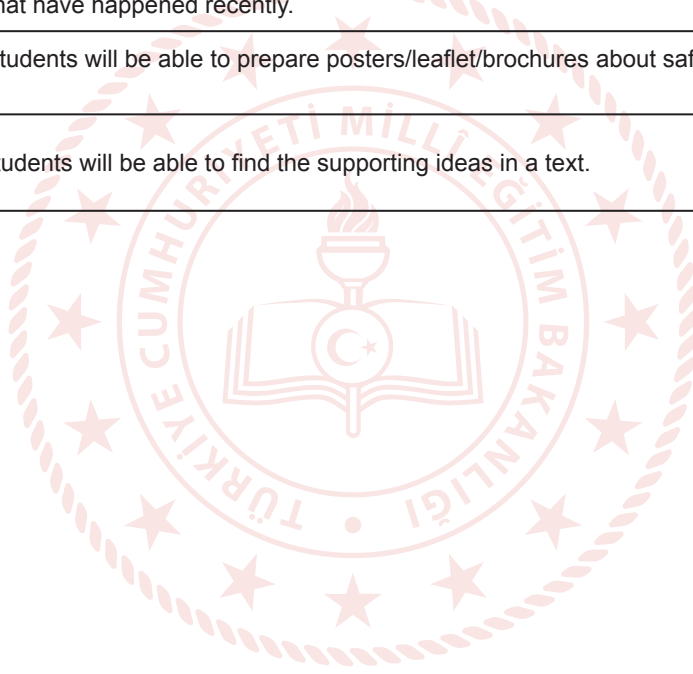 hat have happened recently.
tudents will be able to prepare posters/leaflet/brochures about saf
tudents will be able to find the supporting ideas in a text.
TÜRKİYE CUMHURİYETİ MİLLÎ EĞİTİM BAKANLIĞI